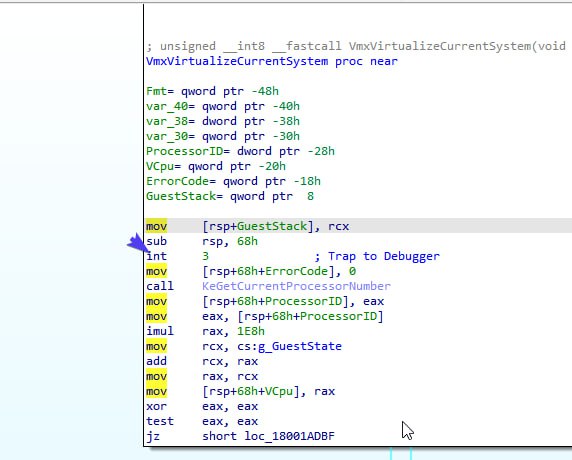 ; unsigned __int8 __fastcall VmxVirtualizeCurrentSystem(void
VmxVirtualizeCurrentSystem proc near
Fmt= qword ptr -48h
var_40= qword ptr -40h
var_38= dword ptr -38h
var_30= qword ptr -30h
ProcessorID= dword ptr -28h
VCpu= qword ptr -20h
ErrorCode= qword ptr -18h
GuestStack= qword ptr  8
mov     [rsp+GuestStack], rcx
sub     rsp, 68h
int     3               ; Trap to Debugger
mov     [rsp+68h+ErrorCode], 0
call    KeGetCurrentProcessorNumber
mov     [rsp+68h+ProcessorID], eax
mov     eax, [rsp+68h+ProcessorID]
imul    rax, 1E8h
mov     rcx, cs:g_GuestState
add     rcx, rax
mov     rax, rcx
mov     [rsp+68h+VCpu], rax
xor     eax, eax
test    eax, eax
jz      short loc_18001ADBF